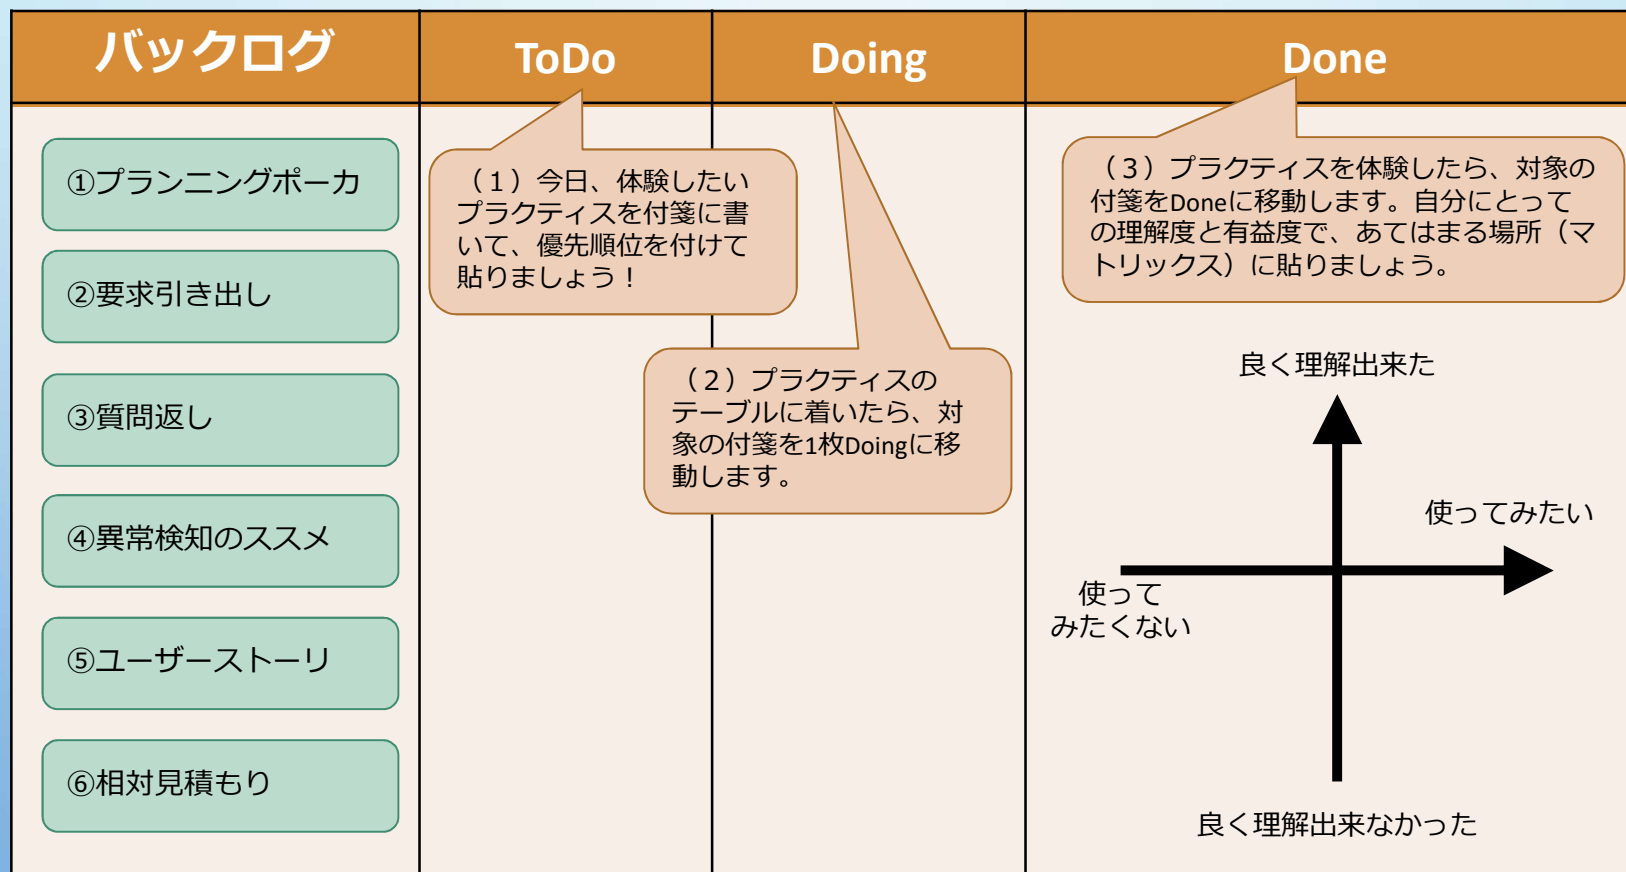 バックログ
ToDo
Doing
Done
①プランニングポーカ
②要求引き出し
③質問返し
④異常検知のススメ
⑤ユーザーストーリ
⑥相対見積もり
（１）今日、体験したい
プラクティスを付箋に書
いて、優先順位を付けて
貼りましょう！
（２）プラクティスの
テーブルに着いたら、対
象の付箋を1枚Doingに移
動します。
（３）プラクティスを体験したら、対象の
付箋をDoneに移動します。自分にとって
の理解度と有益度で、あてはまる場所（マ
トリックス）に貼りましょう。
良く理解出来た
使ってみたい
使って
みたくない
良く理解出来なかった